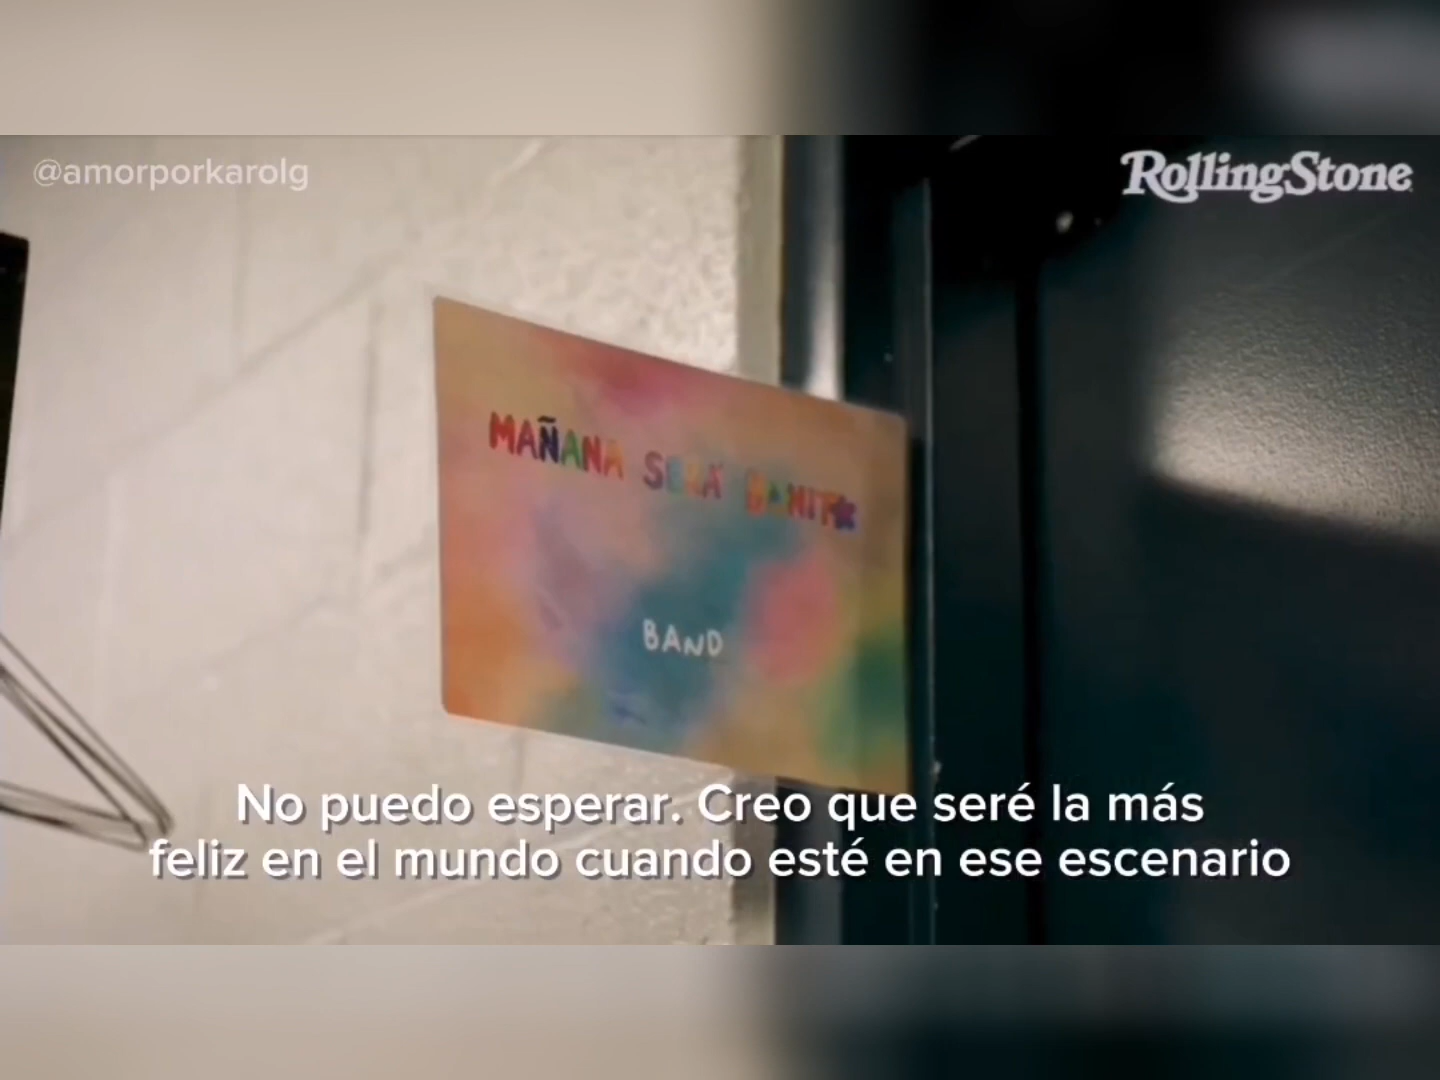 @amorporkarolg
RollingStone
MAÑANA SERÁ BONITO
BAND
No puedo esperar. Creo que seré la más
feliz en el mundo cuando esté en ese escenario